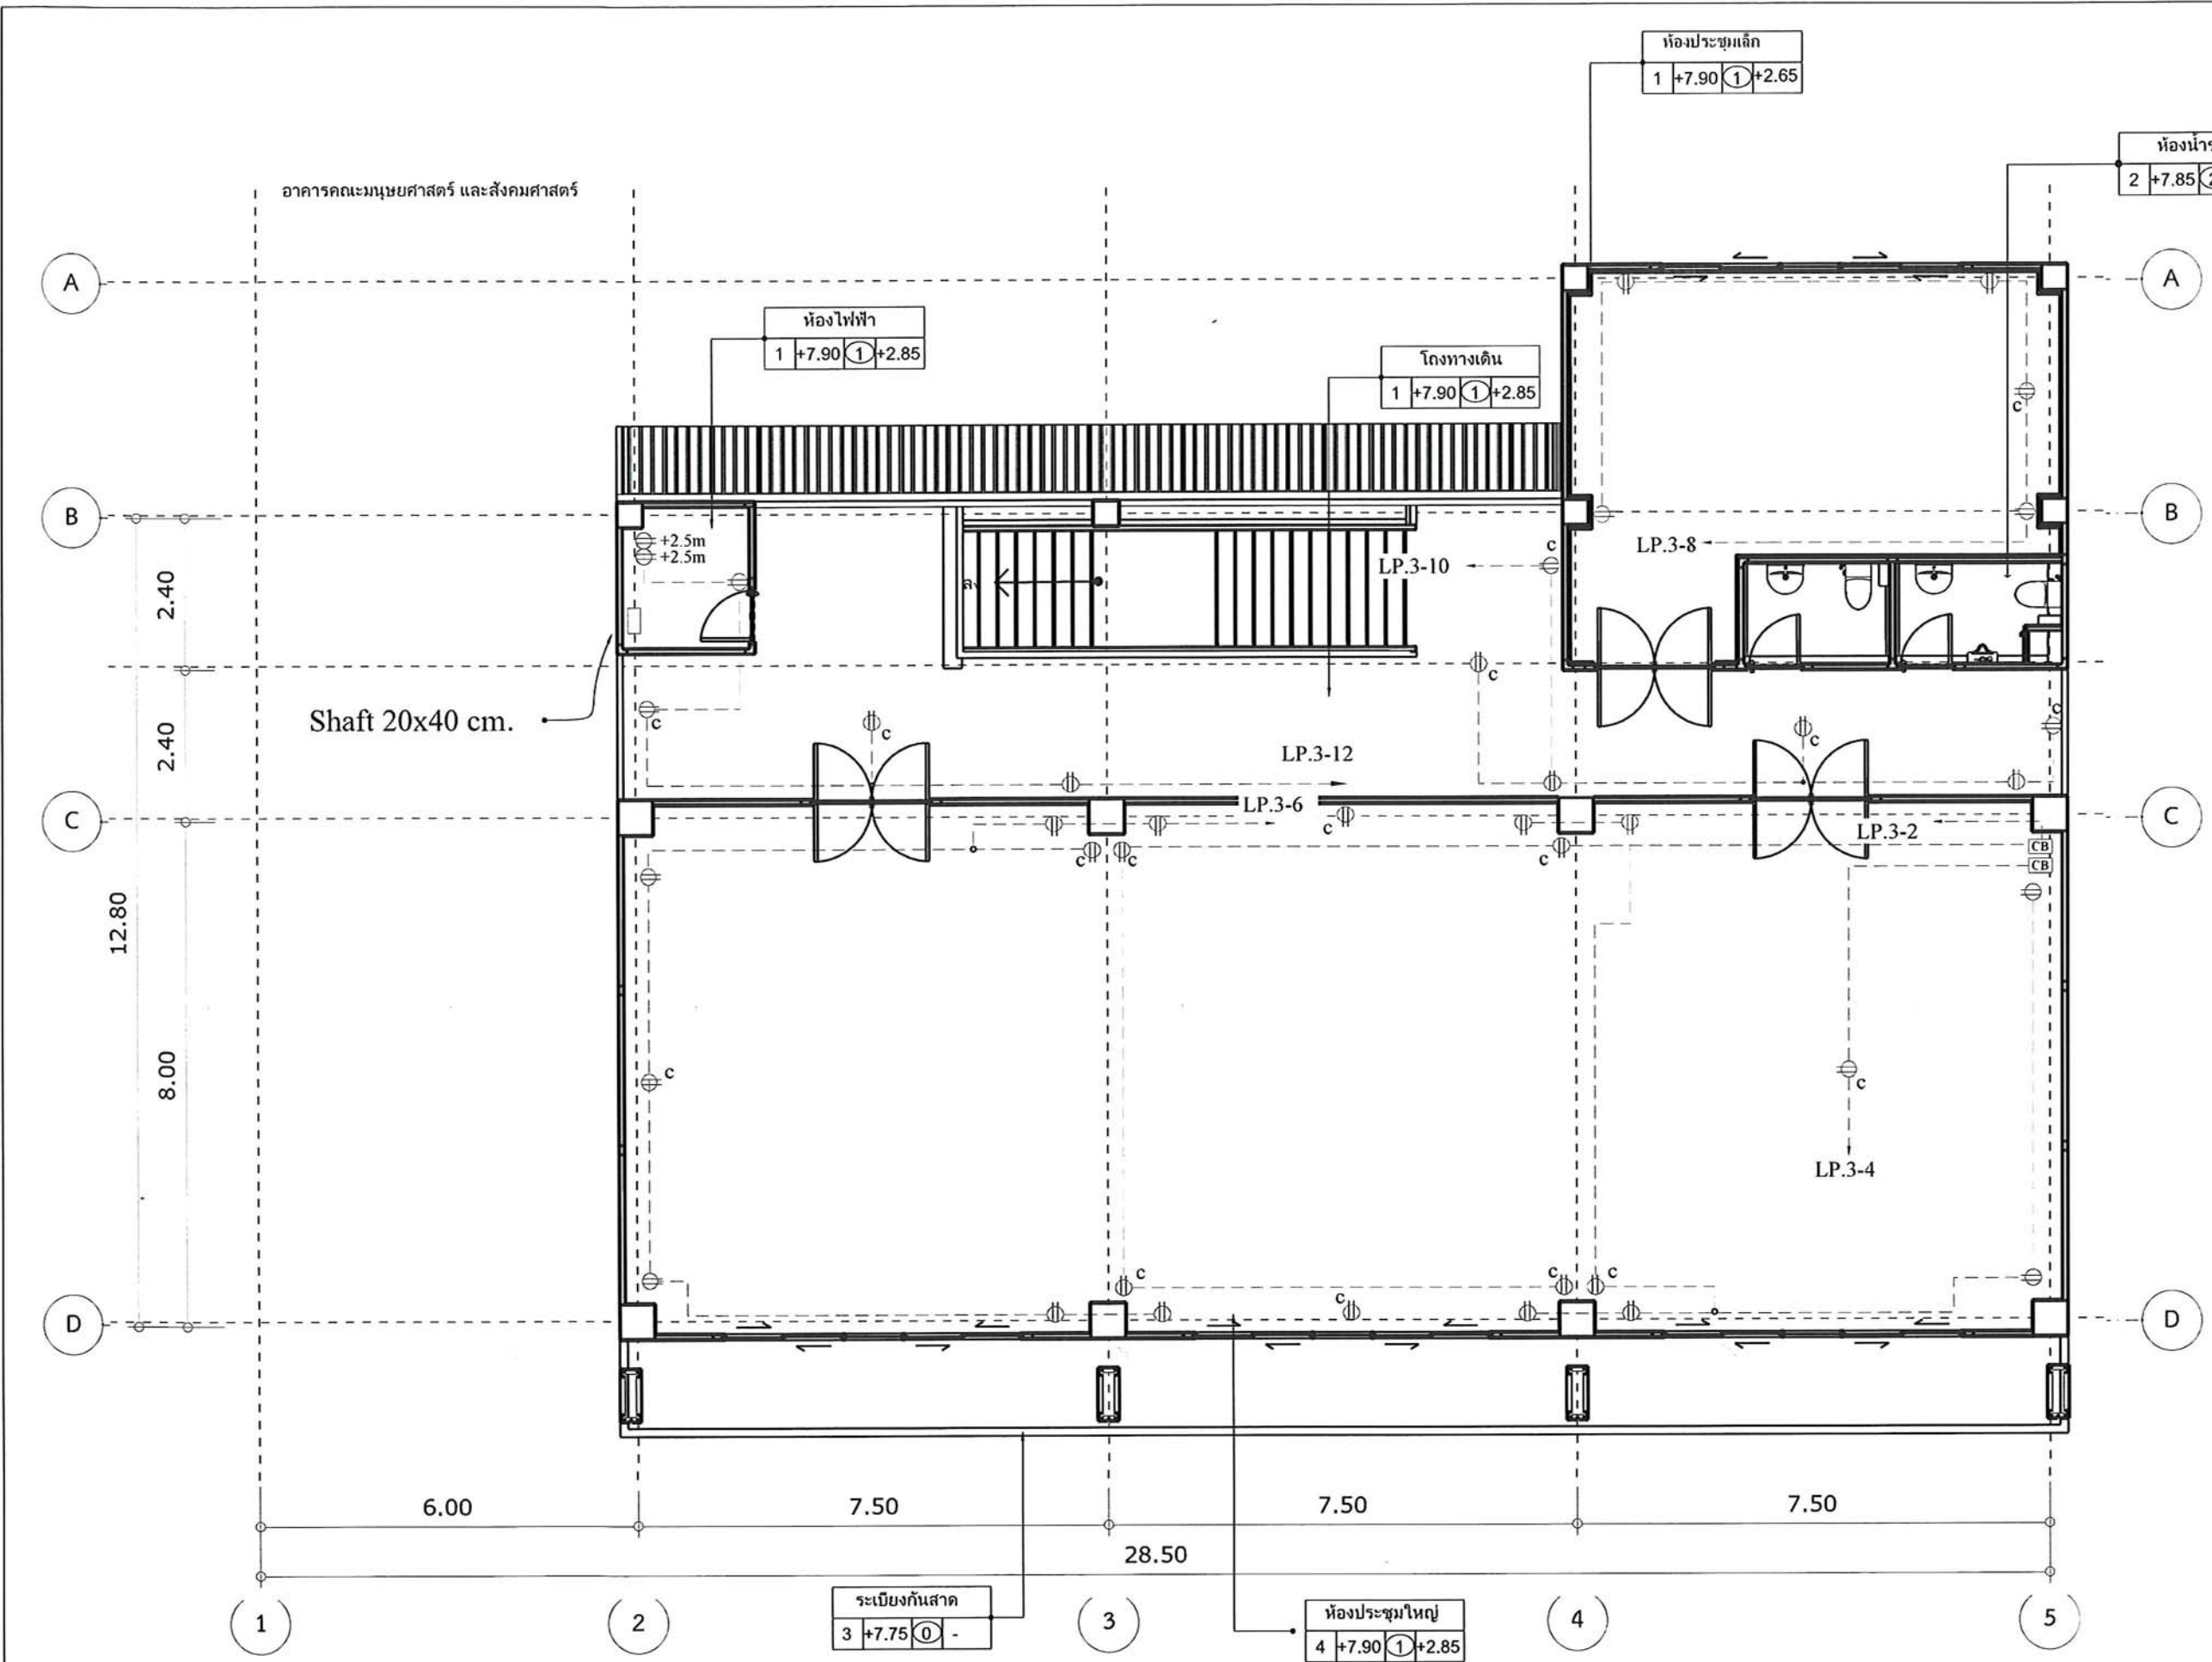 ห้องประชุมเล็ก
1 +7.90 1 +2.65
2 +7.85
อาคารคณะมนุษยศาสตร์ และสังคมศาสตร์
A
A
ห้องไฟฟ้า
1 +7.90 1 +2.85
โถงทางเดิน
1 +7.90 1 +2.85
c
B
B
+2.5m
+2.5m
c
LP.3-8
LP.3-10
2.40
c
Shaft 20x40 cm.
c
c
c
c
2.40
LP.3-12
LP.3-6
C
C
c
LP.3-2
c
c
c
CB
CB
12.80
8.00
c
c
LP.3-4
c
c
c
c
D
D
6.00
7.50
7.50
7.50
28.50
ระเบียงกันสาด
3 +7.75 0 -
ห้องประชุมใหญ่
4 +7.90 1 +2.85
1
2
3
4
5